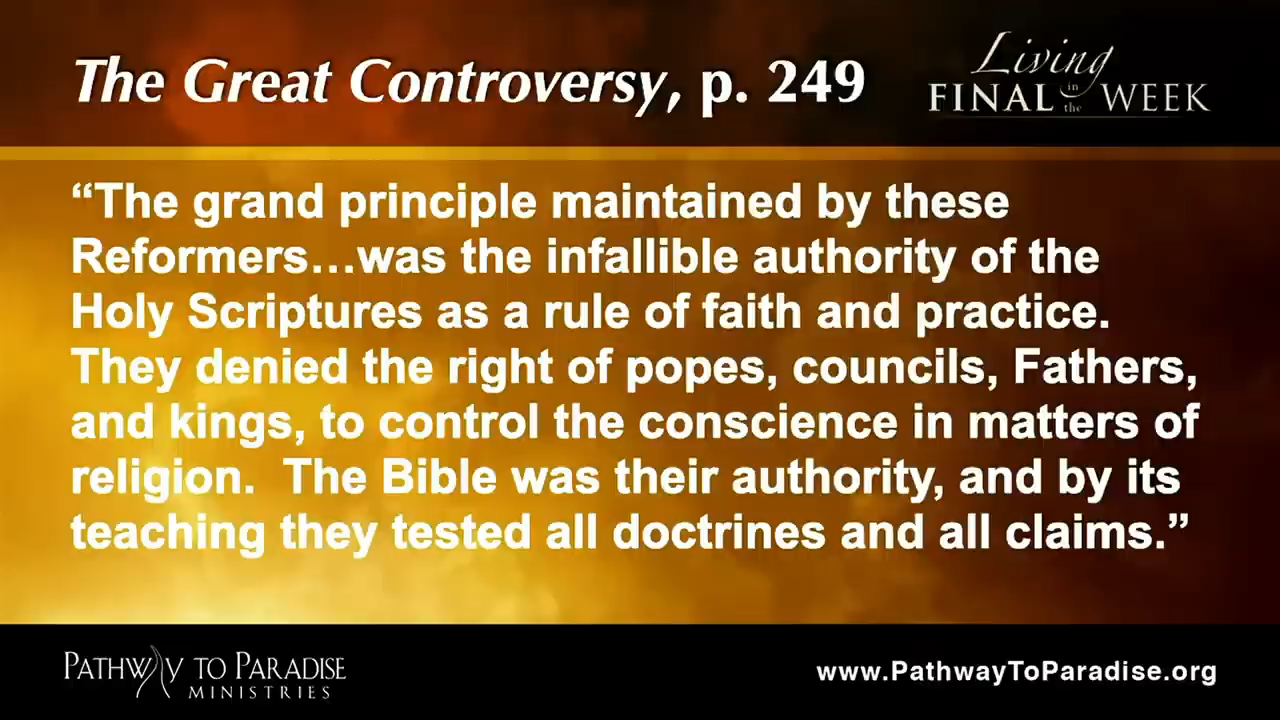 The Great Controversy, p. 249
Living
FINAL in the WEEK
“The grand principle maintained by these
Reformers…was the infallible authority of the
Holy Scriptures as a rule of faith and practice.
They denied the right of popes, councils, Fathers,
and kings, to control the conscience in matters of
religion.  The Bible was their authority, and by its
teaching they tested all doctrines and all claims.”
PATHWAY TO PARADISE
MINISTRIES
www.PathwayToParadise.org